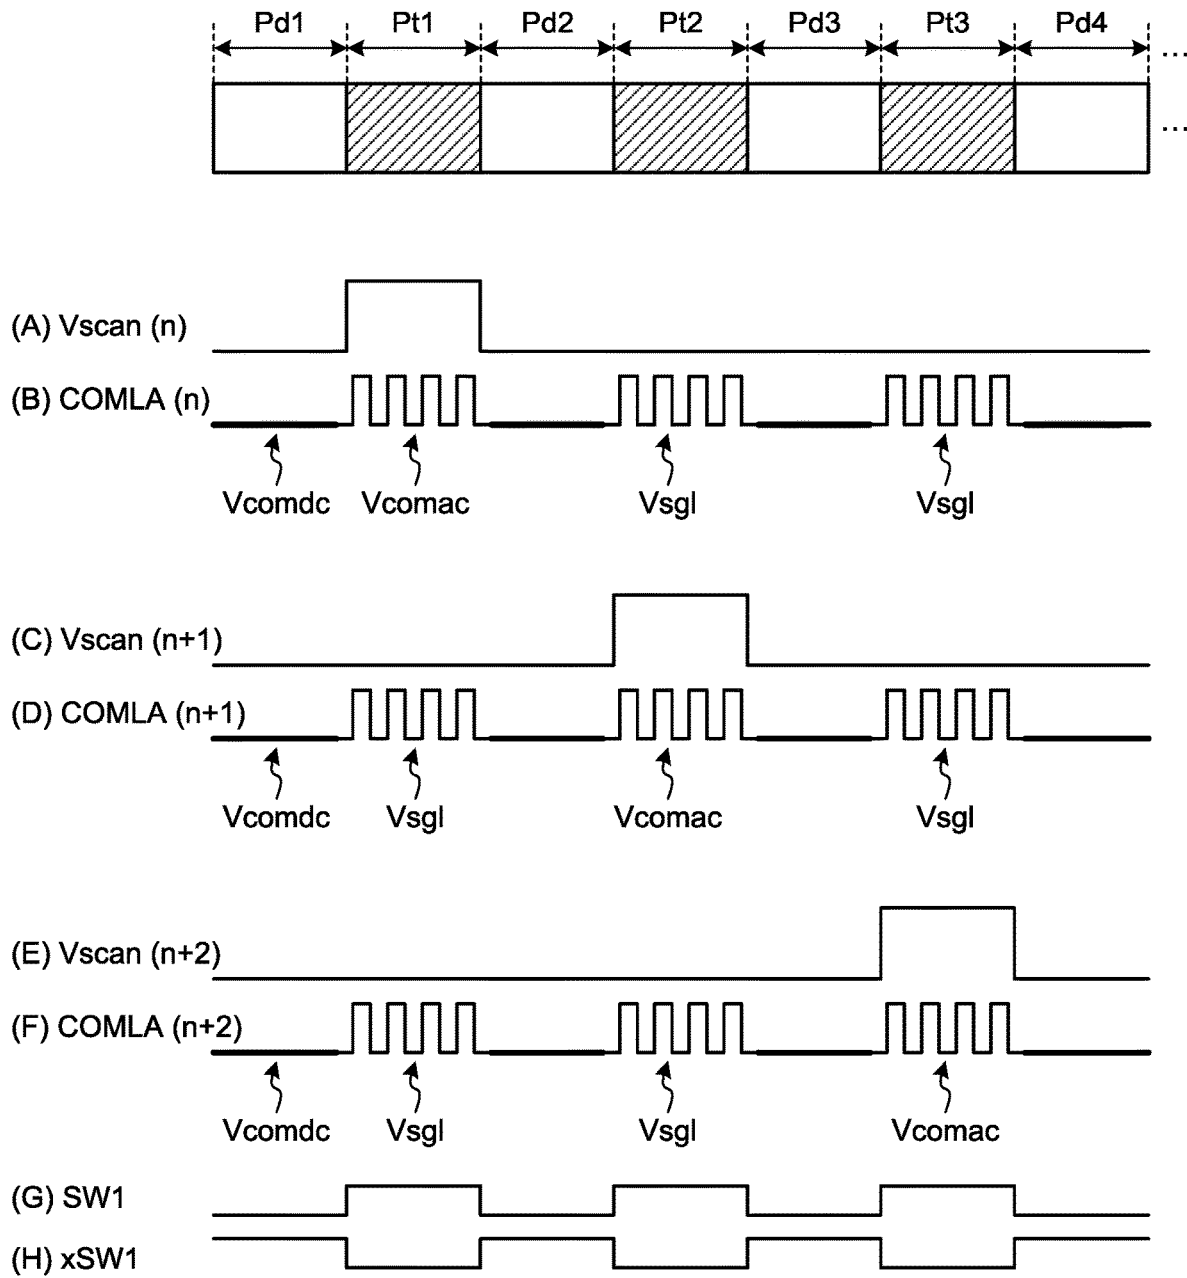 Pd1 Pt1 Pd2 Pt2 Pd3 Pt3 Pd4 ...
...
(A) Vscan (n)
(B) COMLA (n)
Vcomdc Vcomac Vsgl Vsgl
(C) Vscan (n+1)
(D) COMLA (n+1)
Vcomdc Vsgl Vcomac Vsgl
(E) Vscan (n+2)
(F) COMLA (n+2)
Vcomdc Vsgl Vsgl Vcomac
(G) SW1
(H) xSW1